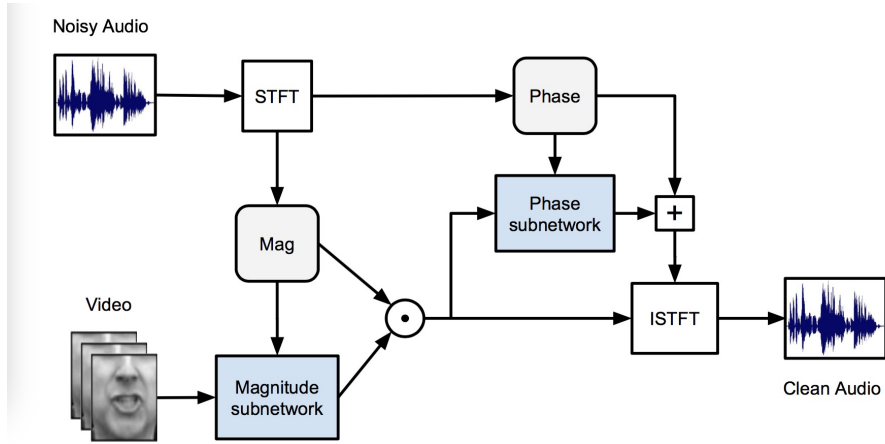 Noisy Audio
STFT
Phase
Phase
subnetwork
+
Mag
Video
ISTFT
Magnitude
subnetwork
Clean Audio